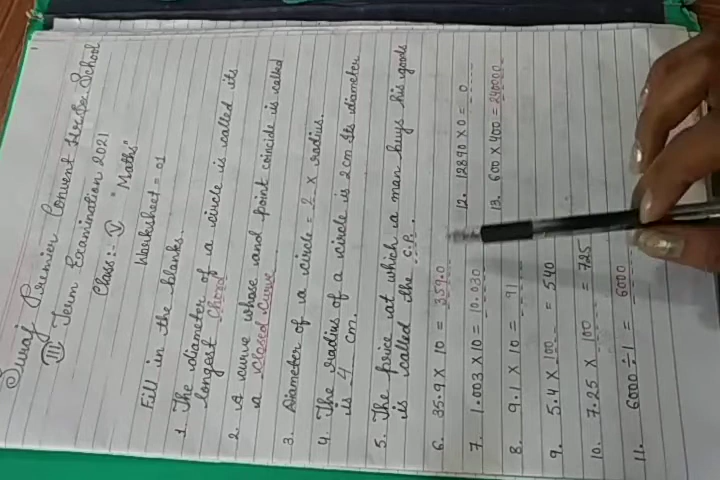 Suraj Premier Convent School
III Term Examination 2021
Class :- V "Maths"
Worksheet = 01
Fill in the blanks.
1. The diameter of a circle is called its
longest Chord
2. A curve whose end point coincide is called
a closed curve
3. Diameter of a circle = 2 × radius.
4. The radius of a circle is 2 cm Its diameter
is 4 cm.
5. The price at which a man buys his goods
is called the C.P.
6. 35.9 × 10 = 359.0
7. 1.003 × 10 = 10.030
8. 9.1 × 10 = 91
9. 5.4 × 100 = 540
10. 7.25 × 100 = 725
11. 6000 ÷ 1 = 6000
12. 12890 × 0 = 0
13. 600 × 400 = 240000